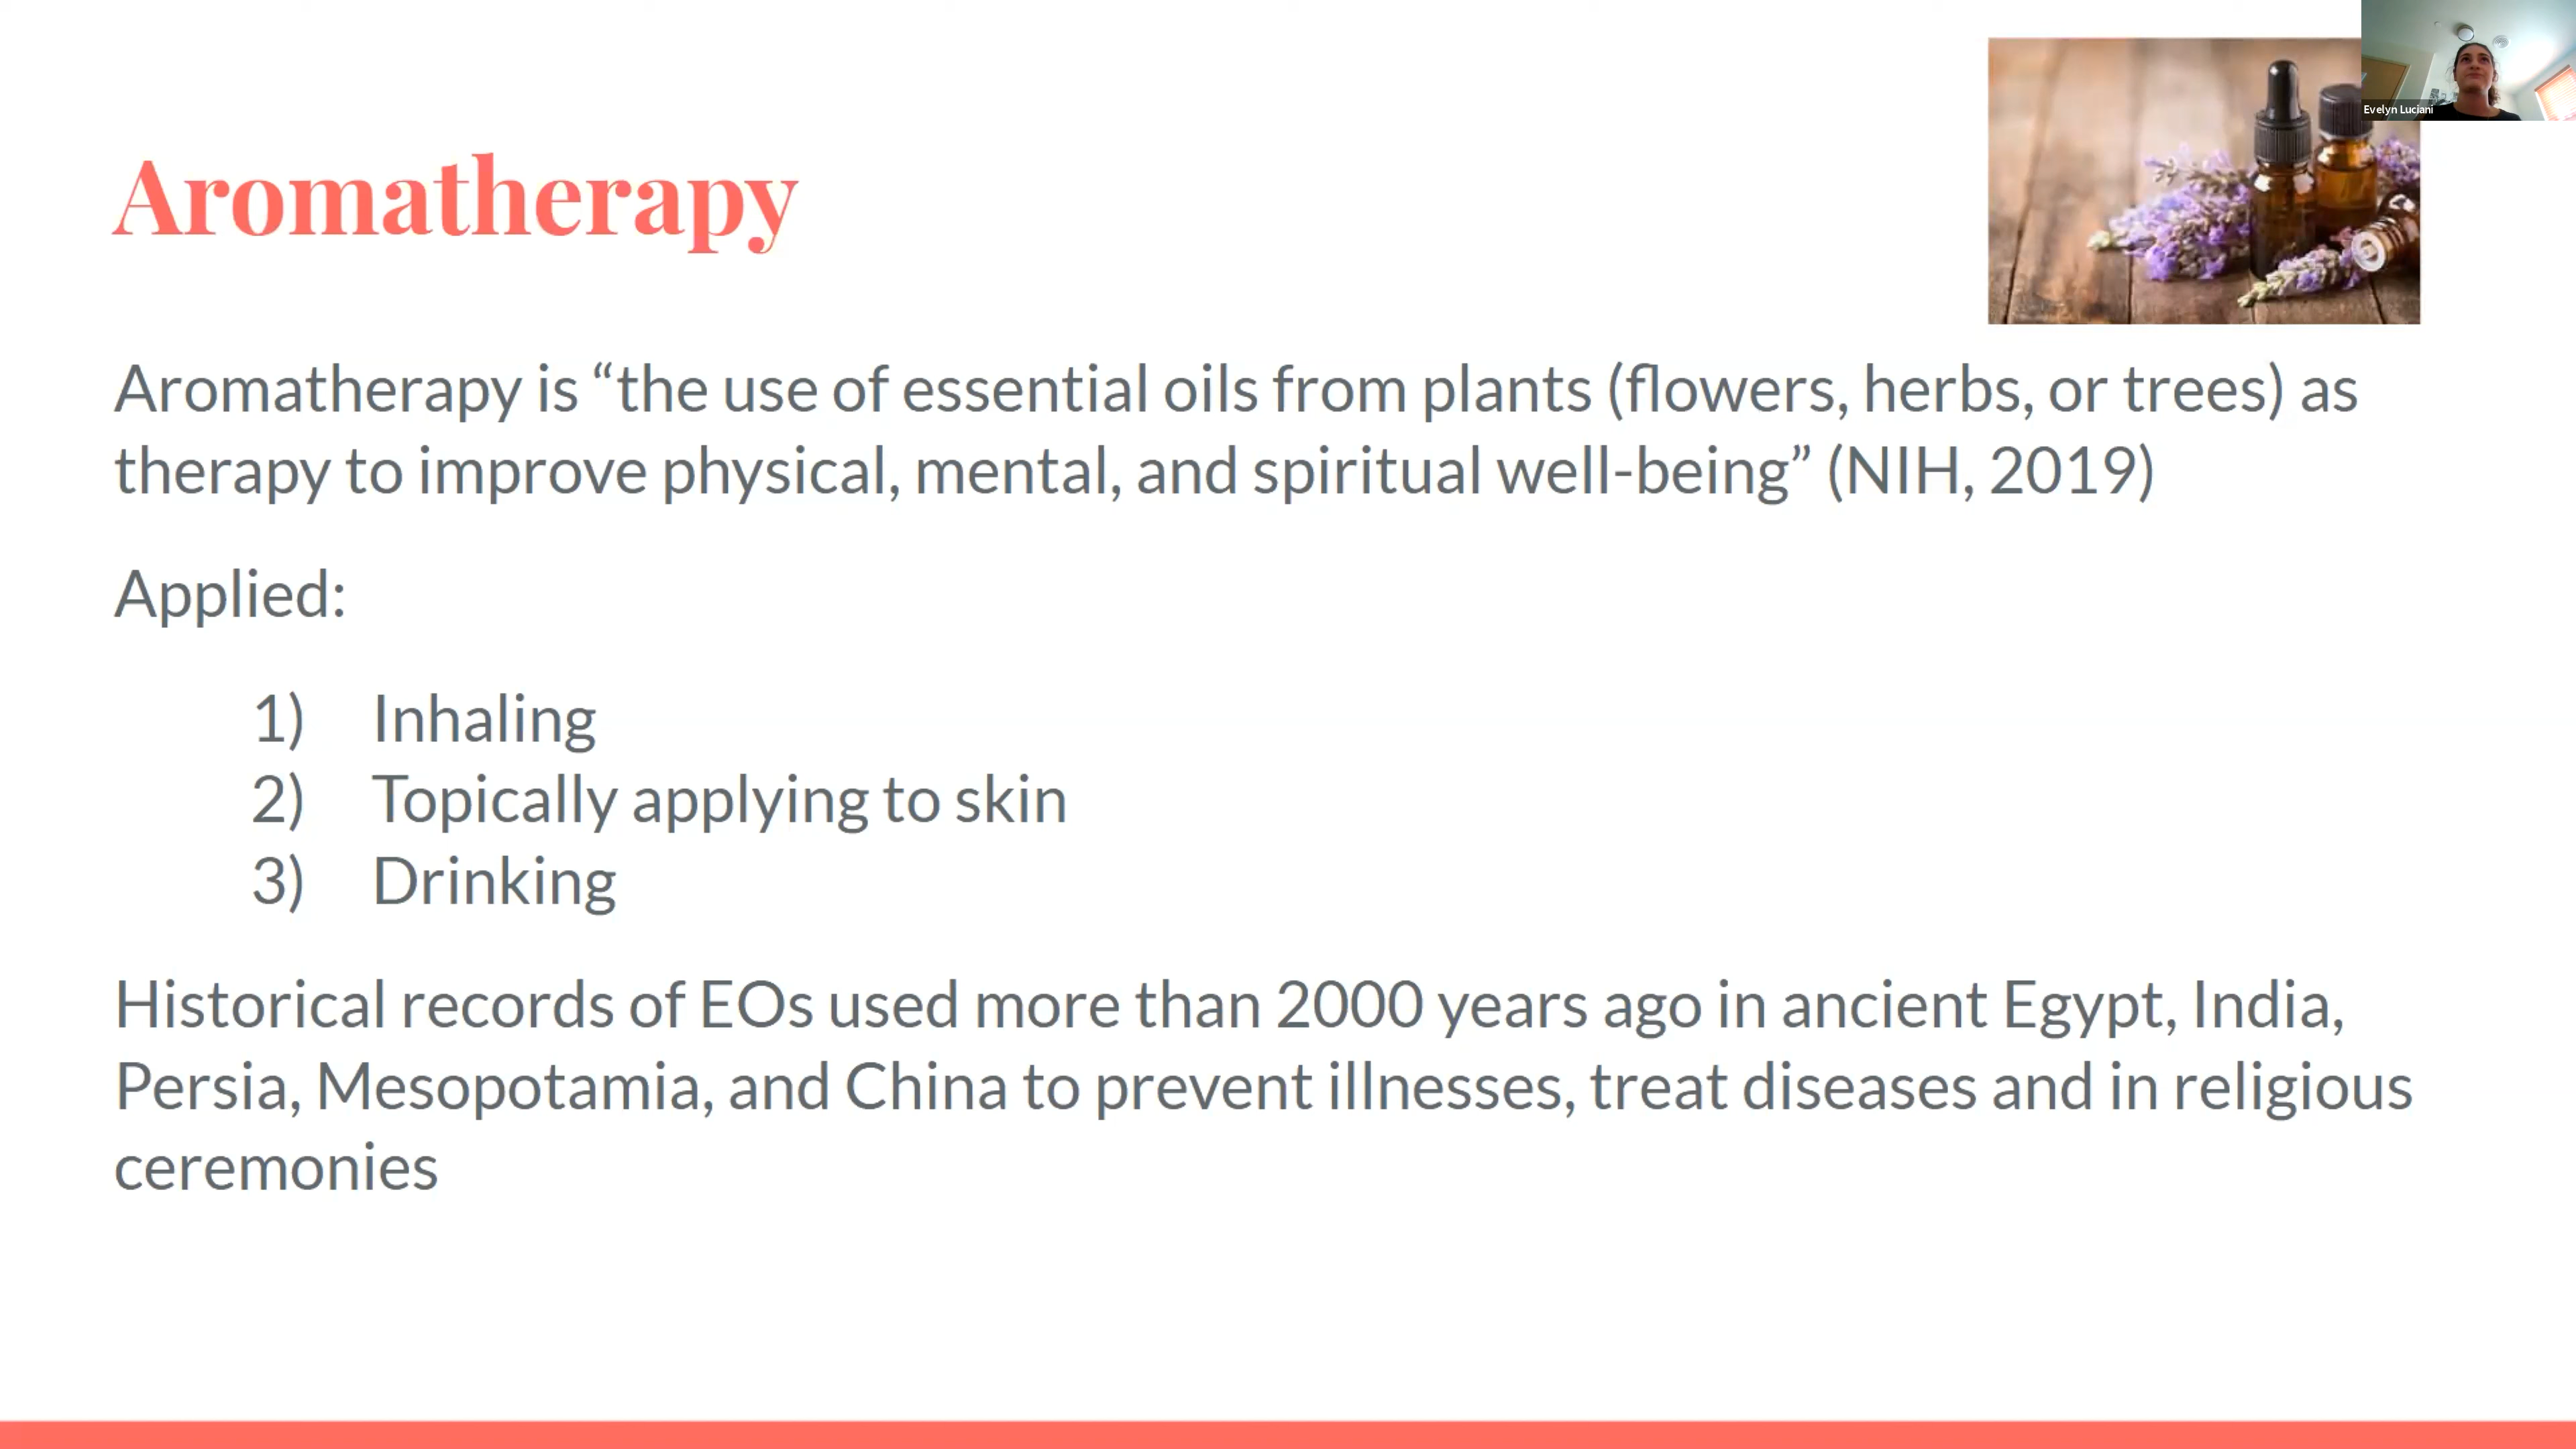 Evelyn Luciani
Aromatherapy
Aromatherapy is “the use of essential oils from plants (flowers, herbs, or trees) as
therapy to improve physical, mental, and spiritual well-being” (NIH, 2019)
Applied:
1) Inhaling
2) Topically applying to skin
3) Drinking
Historical records of EOs used more than 2000 years ago in ancient Egypt, India,
Persia, Mesopotamia, and China to prevent illnesses, treat diseases and in religious
ceremonies